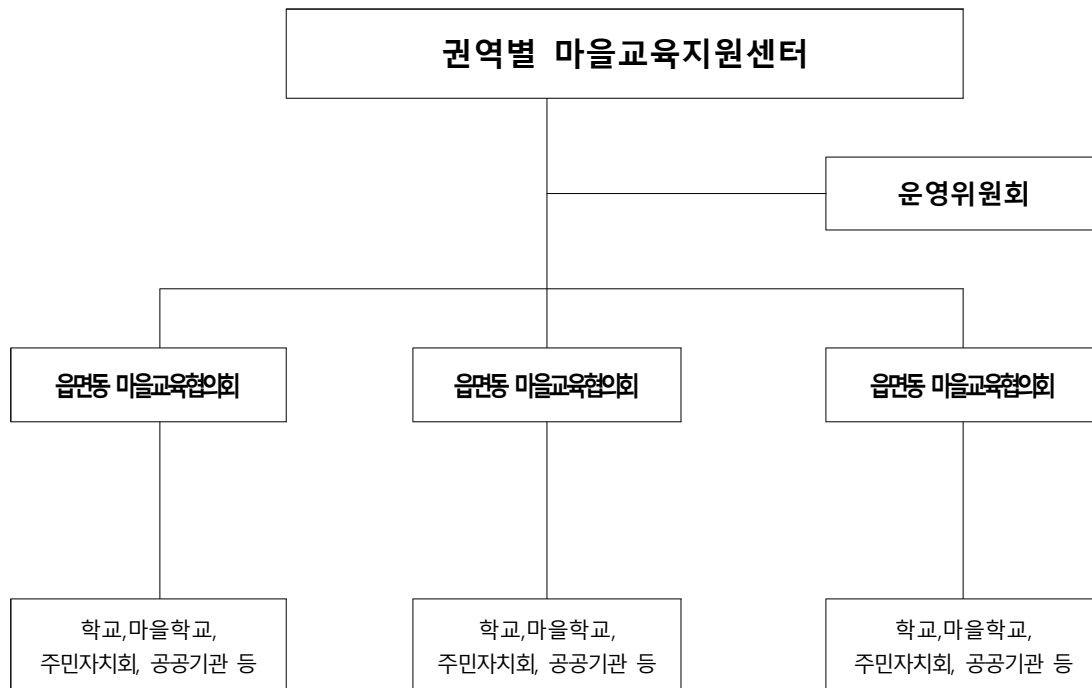 권역별 마을교육지원센터
운영위원회
읍면동 마을교육협의회
읍면동 마을교육협의회
읍면동 마을교육협의회
학교,마을학교,
주민자치회, 공공기관 등
학교,마을학교,
주민자치회, 공공기관 등
학교,마을학교,
주민자치회, 공공기관 등